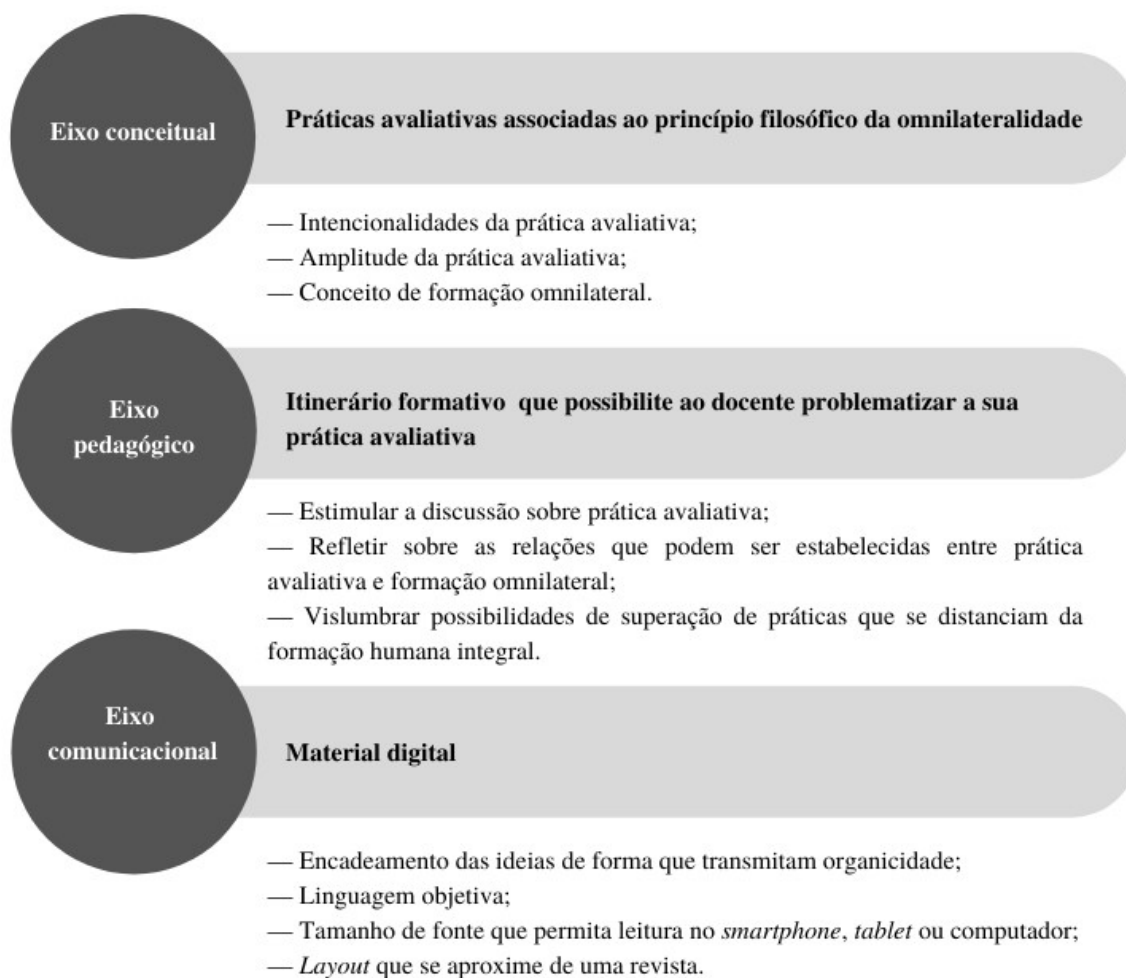 Eixo conceitual
Práticas avaliativas associadas ao princípio filosófico da omnilateralidade
— Intencionalidades da prática avaliativa;
— Amplitude da prática avaliativa;
— Conceito de formação omnilateral.
Eixo
pedagógico
Itinerário formativo que possibilite ao docente problematizar a sua
prática avaliativa
— Estimular a discussão sobre prática avaliativa;
— Refletir sobre as relações que podem ser estabelecidas entre prática
avaliativa e formação omnilateral;
— Vislumbrar possibilidades de superação de práticas que se distanciam da
formação humana integral.
Eixo
comunicacional
Material digital
— Encadeamento das ideias de forma que transmitam organicidade;
— Linguagem objetiva;
— Tamanho de fonte que permita leitura no smartphone, tablet ou computador;
— Layout que se aproxime de uma revista.